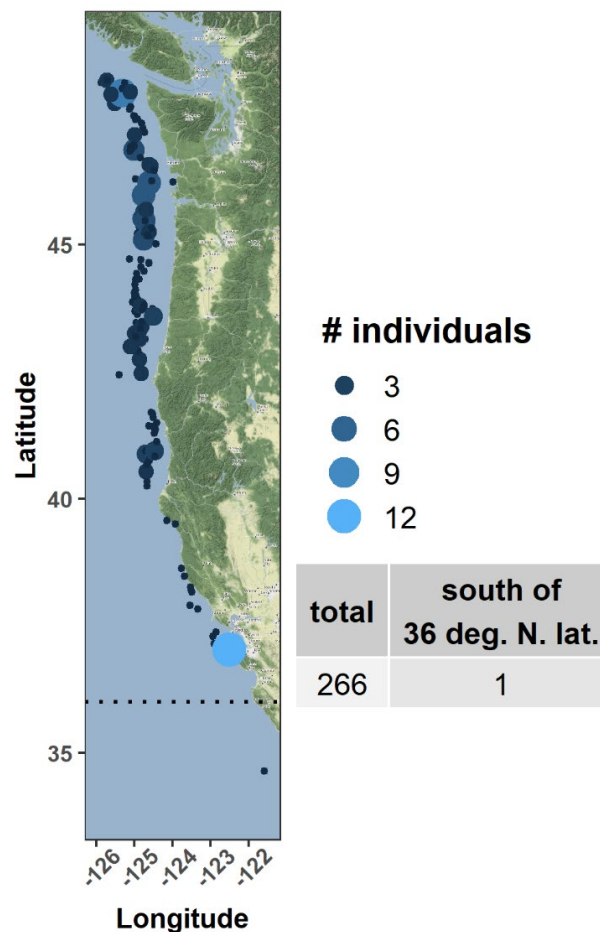 45
40
35
Latitude
-126
-125
-124
-123
-122
Longitude
# individuals
3
6
9
12
total
south of
36 deg. N. lat.
266
1